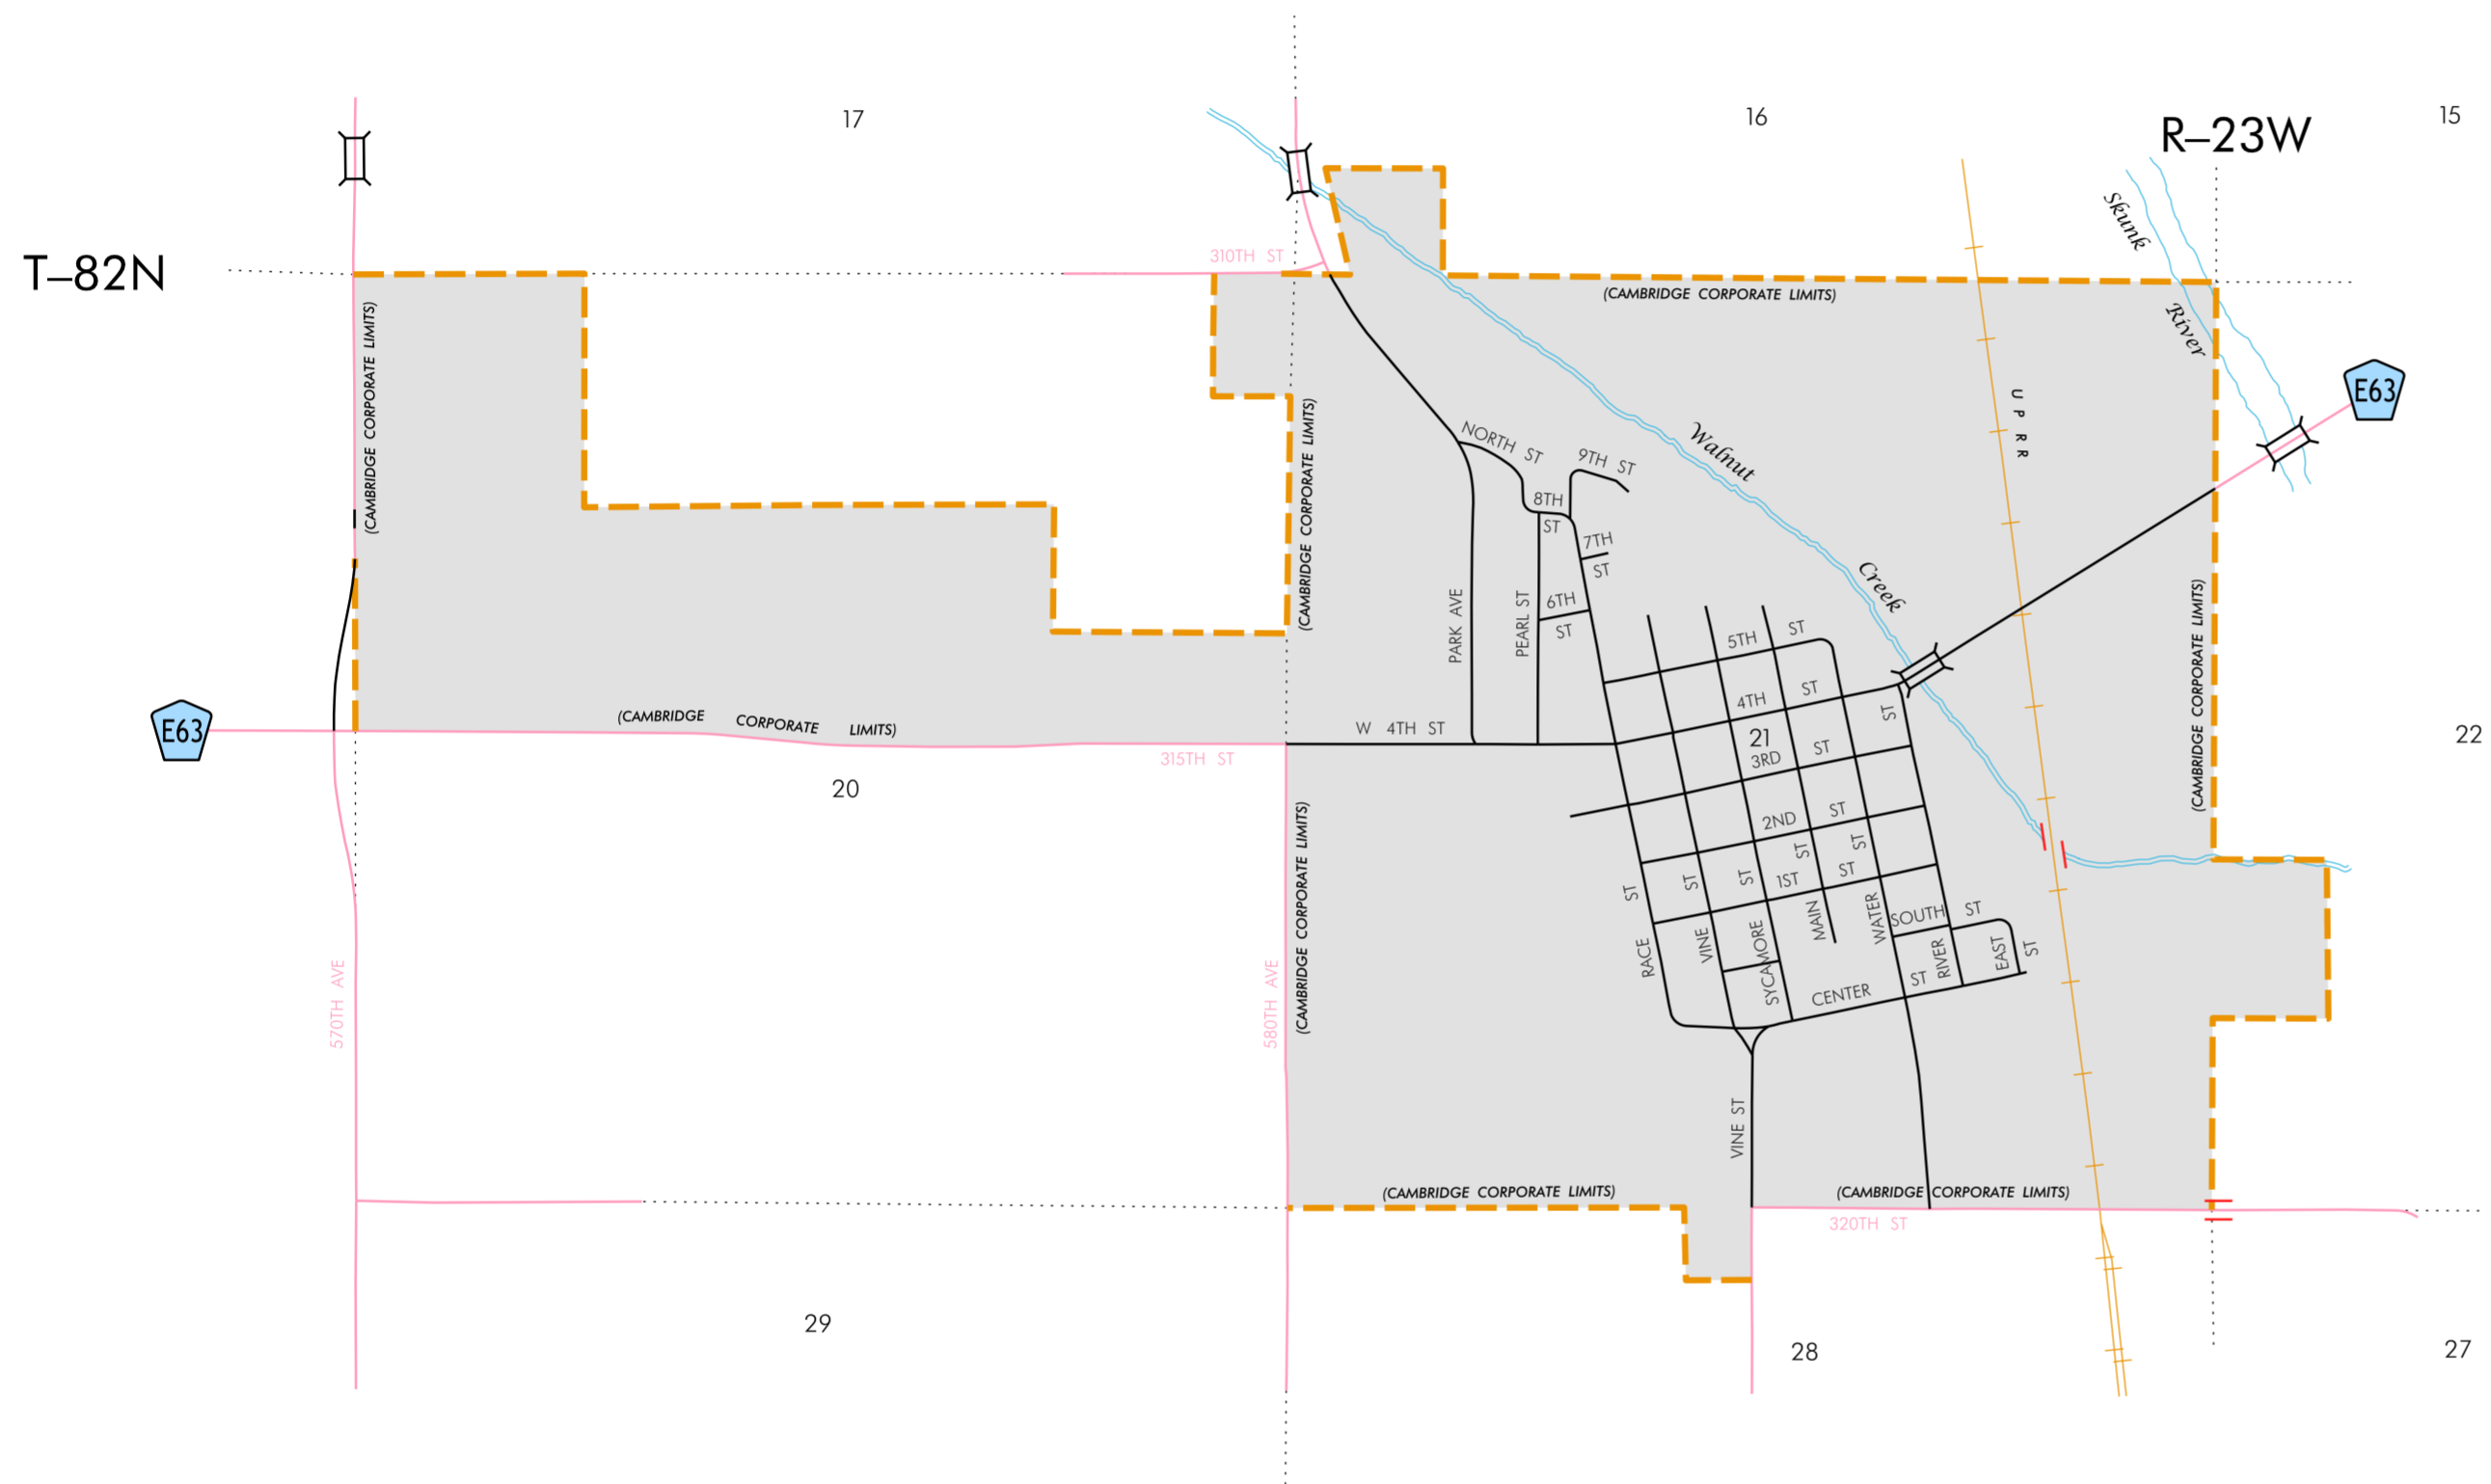 17
16
15
R–23W
T–82N
310TH ST
(CAMBRIDGE CORPORATE LIMITS)
Skunk
River
(CAMBRIDGE CORPORATE LIMITS)
(CAMBRIDGE CORPORATE LIMITS)
U P R R
E63
NORTH ST
9TH ST
Walnut
8TH
ST
7TH
ST
Creek
6TH
ST
PARK AVE
PEARL ST
5TH ST
(CAMBRIDGE CORPORATE LIMITS)
4TH ST
ST
E63
(CAMBRIDGE CORPORATE LIMITS)
W 4TH ST
21
22
315TH ST
3RD ST
20
(CAMBRIDGE CORPORATE LIMITS)
2ND ST
1ST ST
RACE ST
VINE ST
SYCAMORE ST
MAIN ST
WATER ST
SOUTH ST
RIVER
EAST ST
CENTER ST
570TH AVE
580TH AVE
VINE ST
(CAMBRIDGE CORPORATE LIMITS)
(CAMBRIDGE CORPORATE LIMITS)
320TH ST
29
28
27